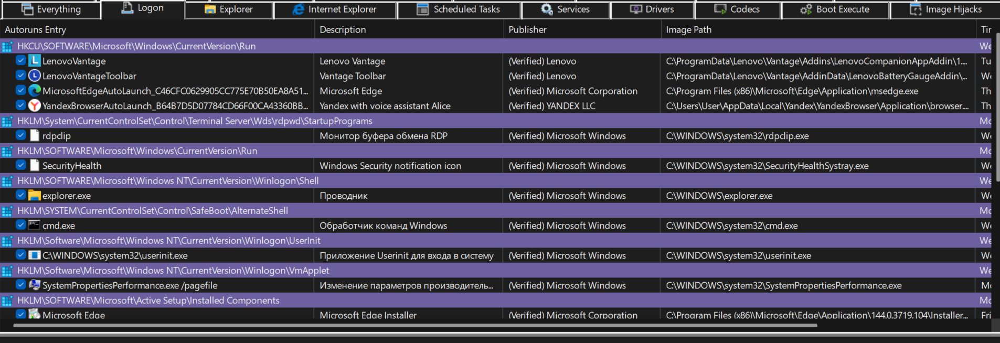 Everything Logon Explorer Internet Explorer Scheduled Tasks Services Drivers Codecs Boot Execute Image Hijacks
Autoruns Entry Description Publisher Image Path
HKCU\SOFTWARE\Microsoft\Windows\CurrentVersion\Run
LenovoVantage Lenovo Vantage (Verified) Lenovo C:\ProgramData\Lenovo\Vantage\Addins\LenovoCompanionAppAddin\1.... Tu
LenovoVantageToolbar Vantage Toolbar (Verified) Lenovo C:\ProgramData\Lenovo\Vantage\AddinData\LenovoBatteryGaugeAddin\... We
MicrosoftEdgeAutoLaunch_C46CFC0629905CC775E70B50EA8A51... Microsoft Edge (Verified) Microsoft Corporation C:\Program Files (x86)\Microsoft\Edge\Application\msedge.exe Th
YandexBrowserAutoLaunch_B64B7D5D07784CD66F00CA43360BB... Yandex with voice assistant Alice (Verified) YANDEX LLC C:\Users\User\AppData\Local\Yandex\YandexBrowser\Application\browser.... Th
HKLM\System\CurrentControlSet\Control\Terminal Server\Wds\rdpwd\StartupPrograms
rdpclip Монитор буфера обмена RDP (Verified) Microsoft Windows C:\WINDOWS\system32\rdpclip.exe We
HKLM\SOFTWARE\Microsoft\Windows\CurrentVersion\Run
SecurityHealth Windows Security notification icon (Verified) Microsoft Windows C:\WINDOWS\system32\SecurityHealthSystray.exe We
HKLM\SOFTWARE\Microsoft\Windows NT\CurrentVersion\Winlogon\Shell
explorer.exe Проводник (Verified) Microsoft Windows C:\WINDOWS\explorer.exe We
HKLM\SYSTEM\CurrentControlSet\Control\SafeBoot\AlternateShell
cmd.exe Обработчик команд Windows (Verified) Microsoft Windows C:\WINDOWS\system32\cmd.exe We
HKLM\Software\Microsoft\Windows NT\CurrentVersion\Winlogon\UserInit
C:\WINDOWS\system32\userinit.exe Приложение Userinit для входа в систему (Verified) Microsoft Windows C:\WINDOWS\system32\userinit.exe We
HKLM\Software\Microsoft\Windows NT\CurrentVersion\Winlogon\VmApplet
SystemPropertiesPerformance.exe /pagefile Изменение параметров производитель... (Verified) Microsoft Windows C:\WINDOWS\system32\SystemPropertiesPerformance.exe Mo
HKLM\SOFTWARE\Microsoft\Active Setup\Installed Components
Microsoft Edge Microsoft Edge Installer (Verified) Microsoft Corporation C:\Program Files (x86)\Microsoft\Edge\Application\144.0.3719.104\Installer... Fri